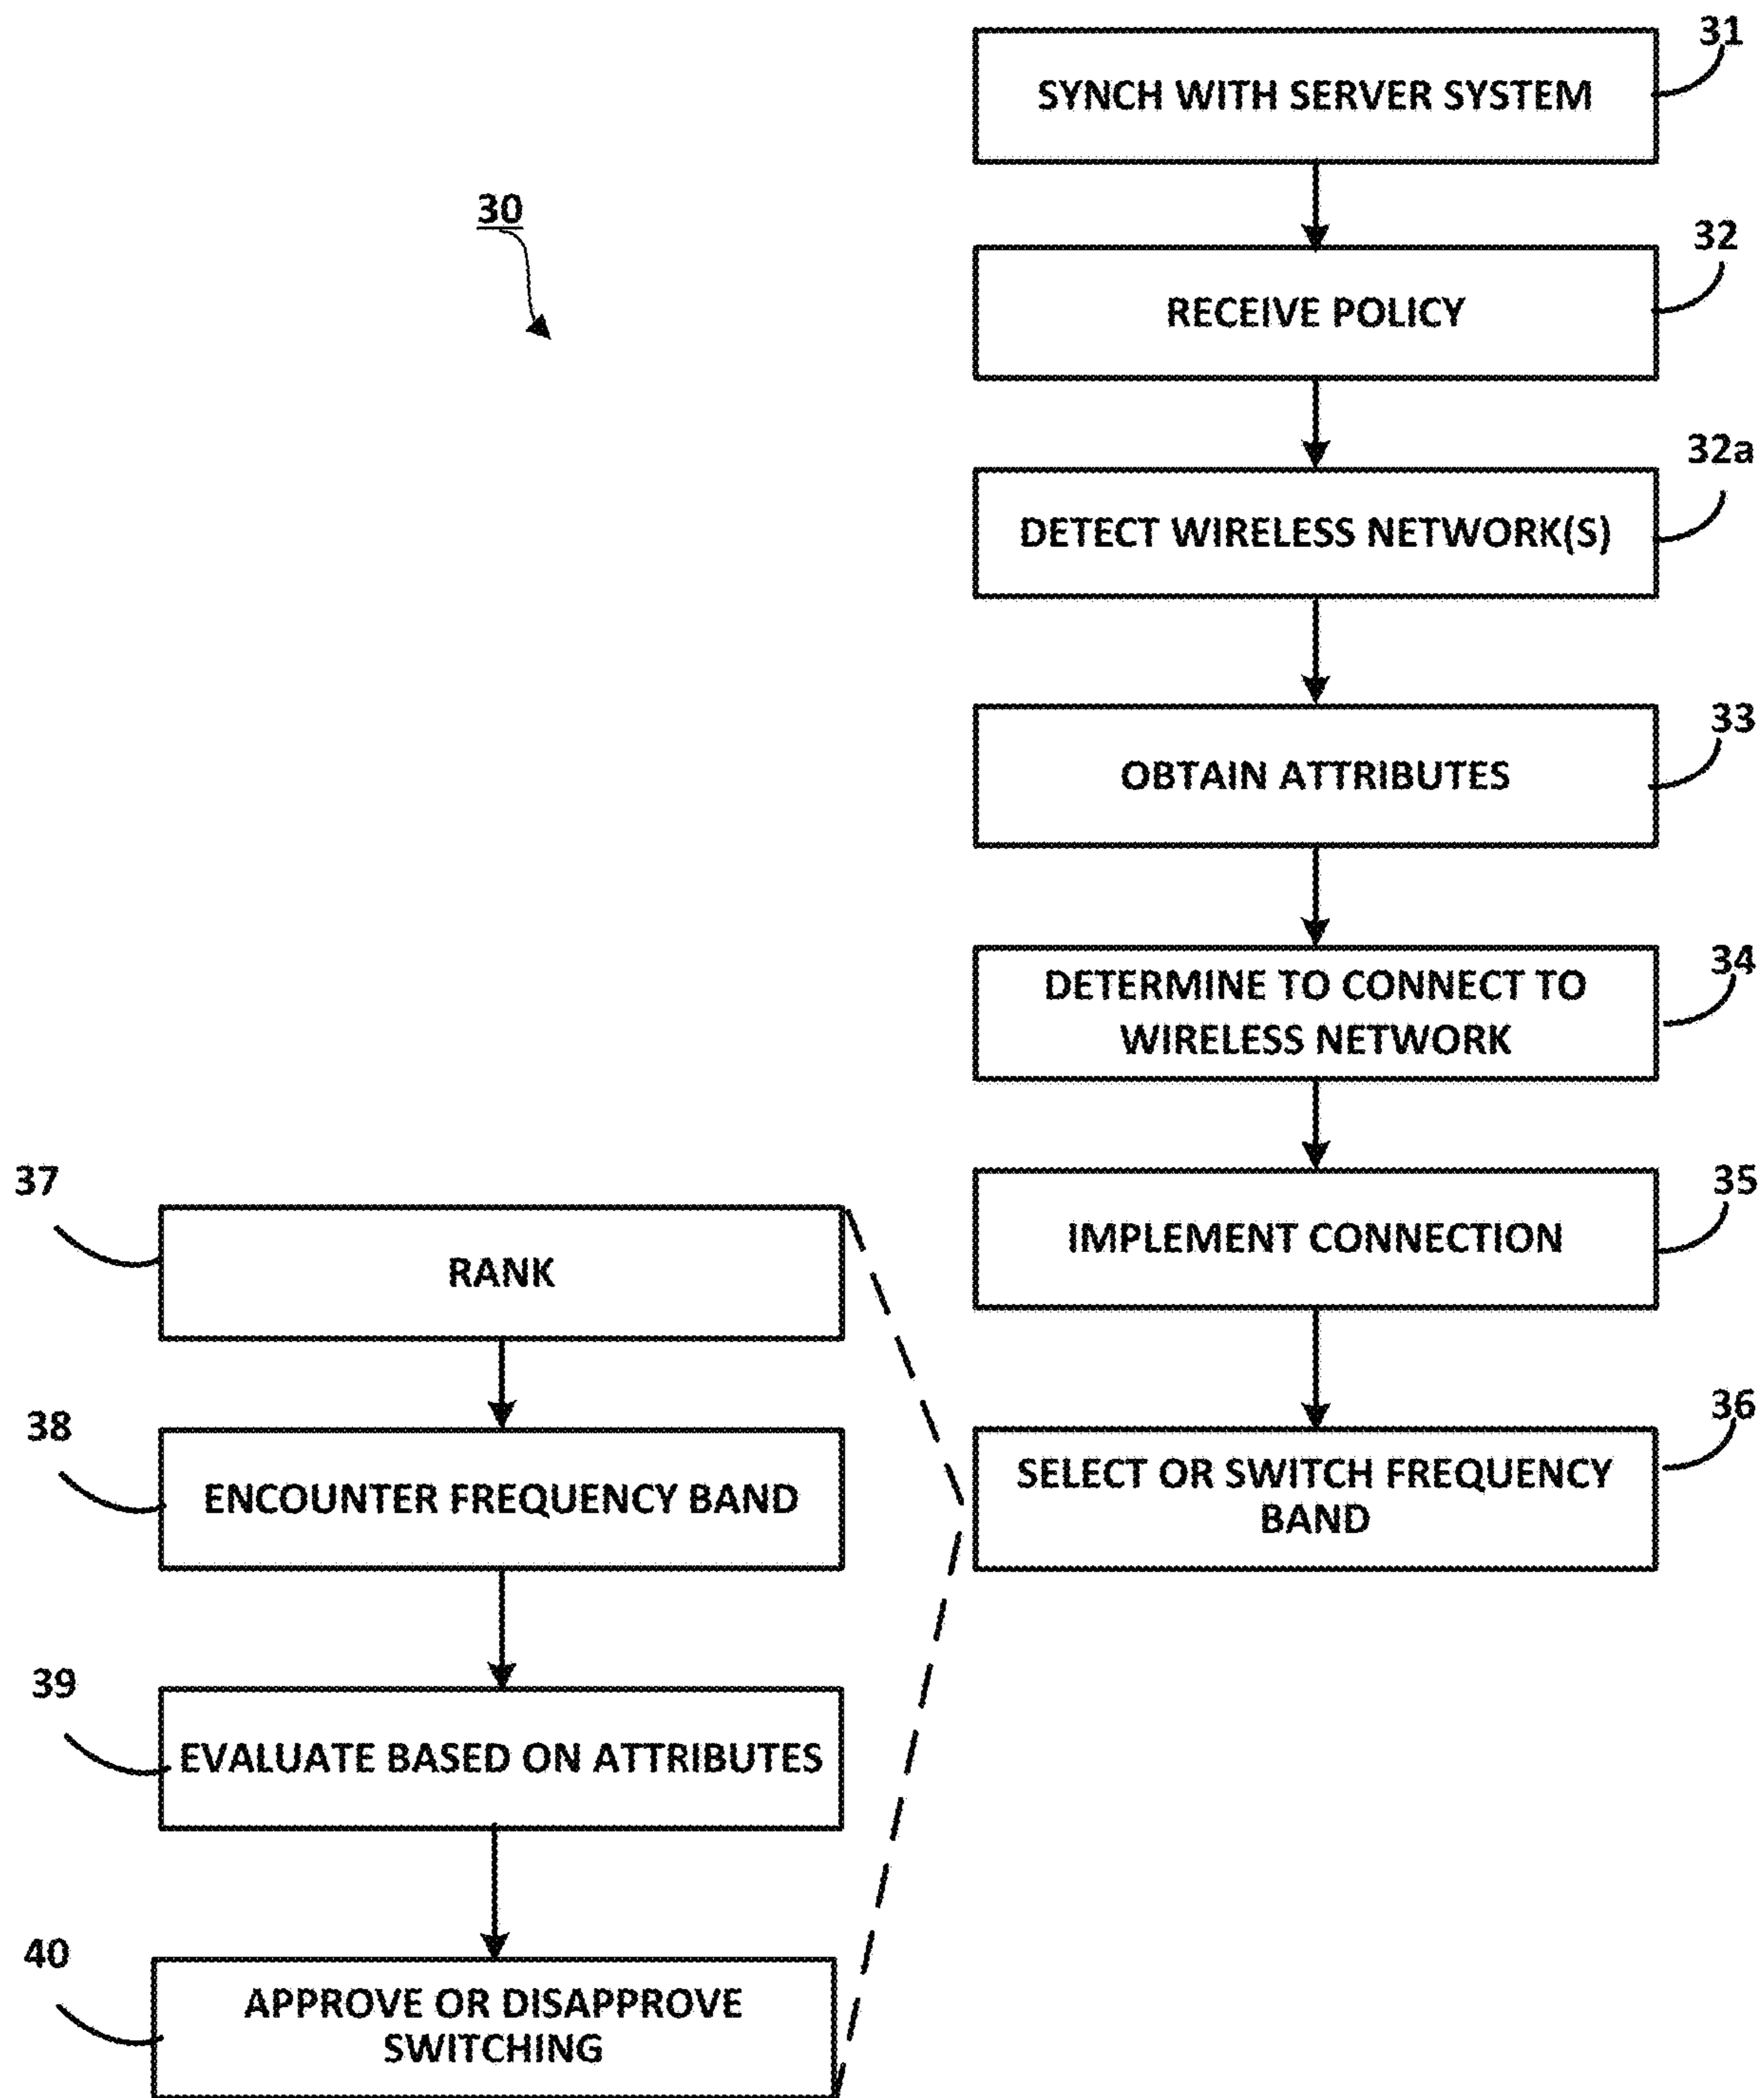 31
SYNCH WITH SERVER SYSTEM
30
32
RECEIVE POLICY
32a
DETECT WIRELESS NETWORK(S)
33
OBTAIN ATTRIBUTES
34
DETERMINE TO CONNECT TO
WIRELESS NETWORK
35
IMPLEMENT CONNECTION
36
SELECT OR SWITCH FREQUENCY
BAND
37
RANK
38
ENCOUNTER FREQUENCY BAND
39
EVALUATE BASED ON ATTRIBUTES
40
APPROVE OR DISAPPROVE
SWITCHING